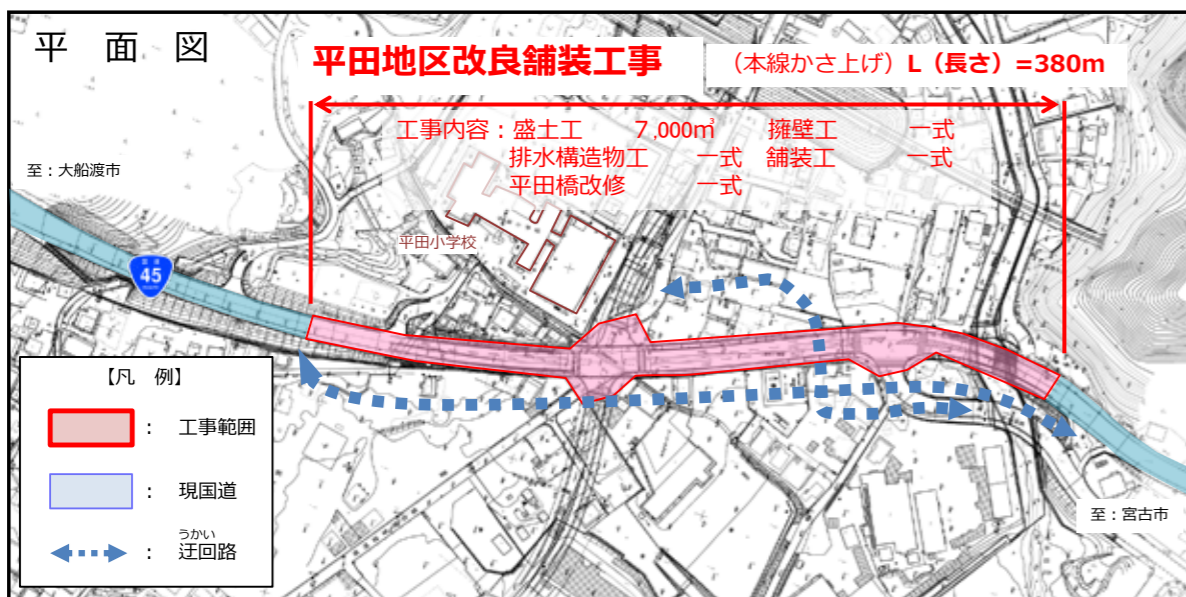 平 面 図
平田地区改良舗装工事 （本線かさ上げ）L（長さ）=380m
工事内容：盛土工 7,000㎥ 擁壁工 一式
排水構造物工 一式 舗装工 一式
平田橋改修 一式
至：大船渡市
平田小学校
45
【凡 例】
： 工事範囲
： 現国道
うかい
： 迂回路
至：宮古市